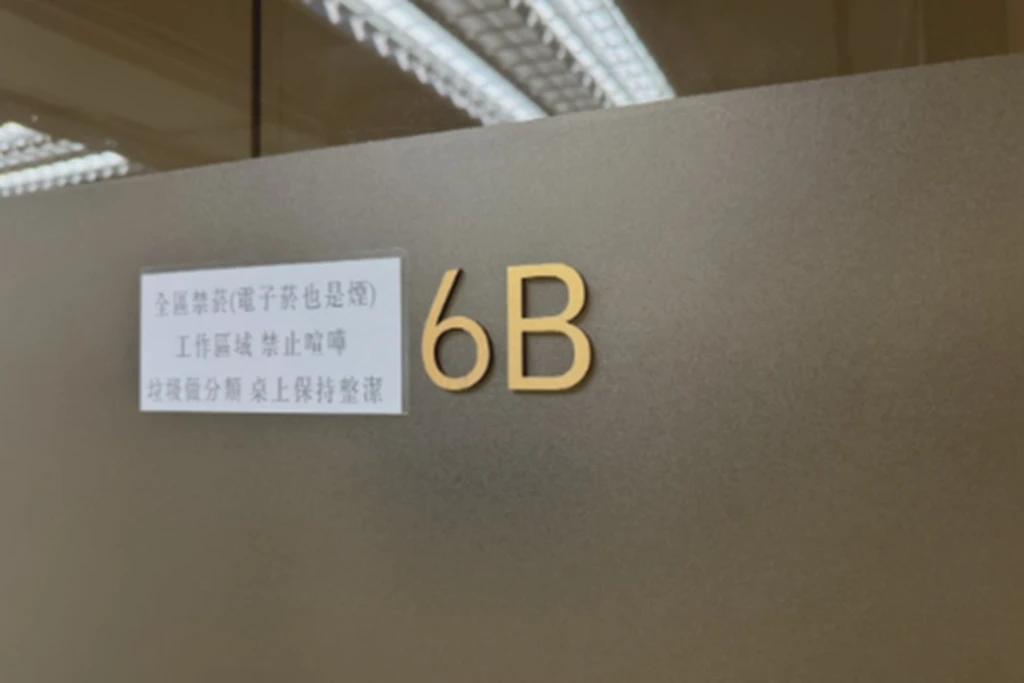 全區禁菸(電子菸也是煙)
工作區域 禁止喧嘩
垃圾做分類 桌上保持整潔
6B